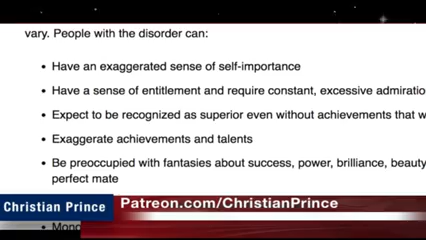 vary. People with the disorder can:
Have an exaggerated sense of self-importance
Have a sense of entitlement and require constant, excessive admiratio
Expect to be recognized as superior even without achievements that w
Exaggerate achievements and talents
Be preoccupied with fantasies about success, power, brilliance, beauty
perfect mate
Christian Prince
Patreon.com/ChristianPrince